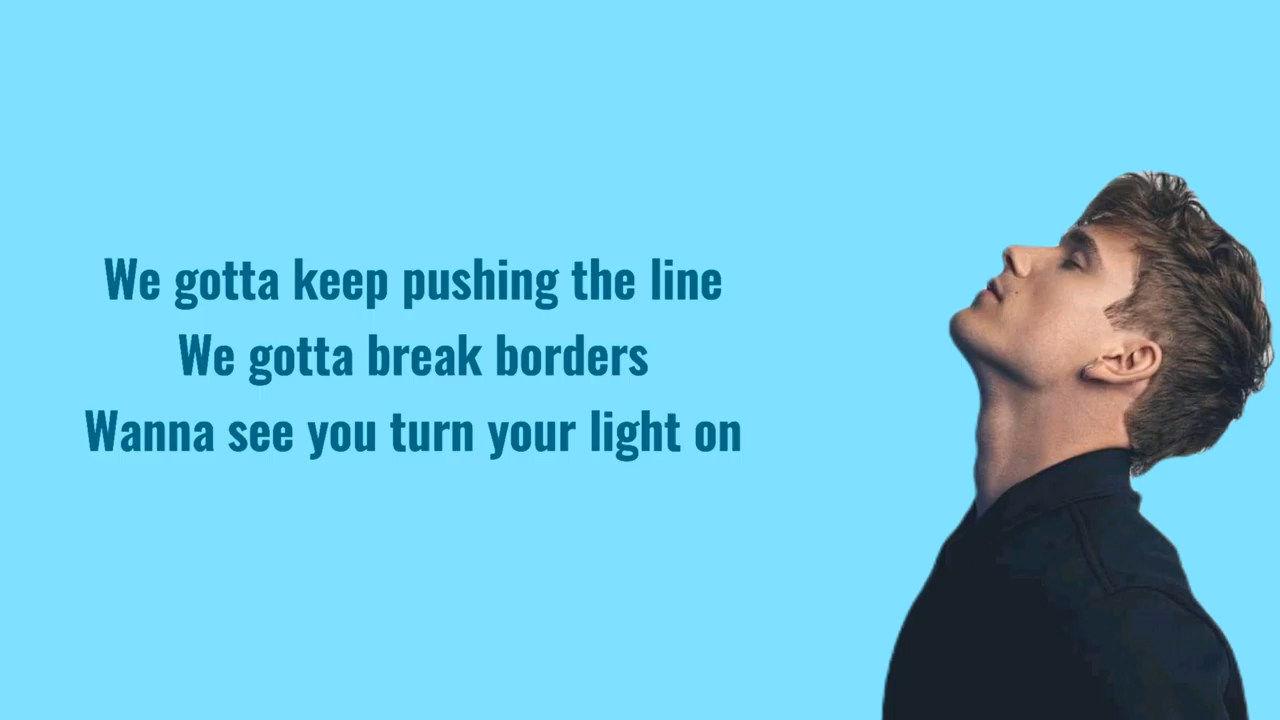 We gotta keep pushing the line
We gotta break borders
Wanna see you turn your light on